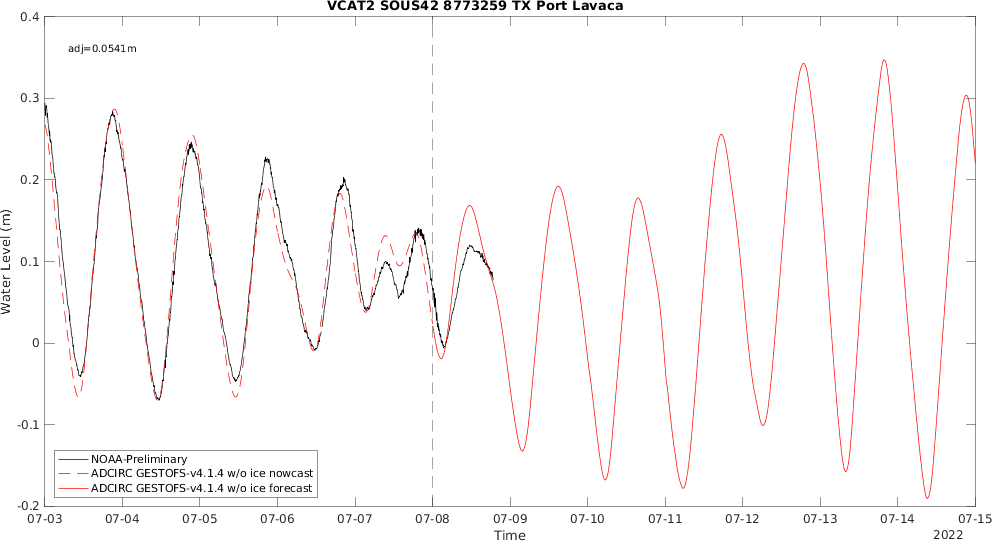 VCAT2 SOUS42 8773259 TX Port Lavaca
adj=0.0541m
0.4
0.3
0.2
0.1
0
-0.1
-0.2
Water Level (m)
NOAA-Preliminary
ADCIRC GESTOFS-v4.1.4 w/o ice nowcast
ADCIRC GESTOFS-v4.1.4 w/o ice forecast
07-03 07-04 07-05 07-06 07-07 07-08 07-09 07-10 07-11 07-12 07-13 07-14 07-15
Time
2022